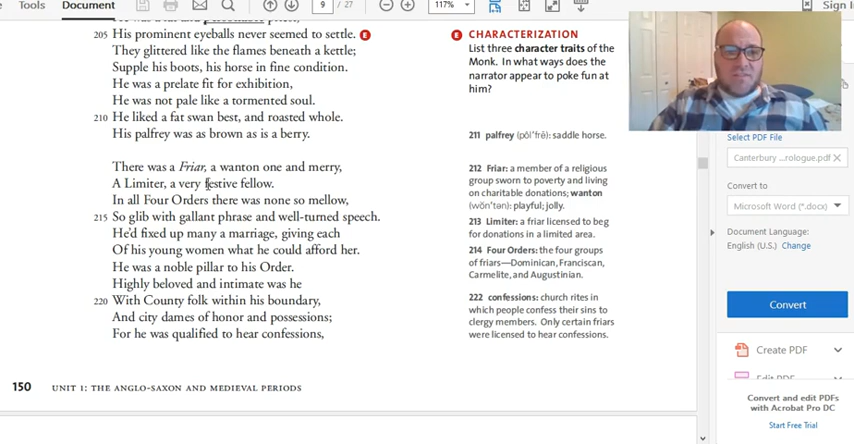 e
Tools
Document
9 / 27
117%
Sign I
205 His prominent eyeballs never seemed to settle. E
They glittered like the flames beneath a kettle;
Supple his boots, his horse in fine condition.
He was a prelate fit for exhibition,
He was not pale like a tormented soul.
210 He liked a fat swan best, and roasted whole.
His palfrey was as brown as is a berry.
There was a Friar, a wanton one and merry,
A Limiter, a very festive fellow.
In all Four Orders there was none so mellow,
215 So glib with gallant phrase and well-turned speech.
He'd fixed up many a marriage, giving each
Of his young women what he could afford her.
He was a noble pillar to his Order.
Highly beloved and intimate was he
220 With County folk within his boundary,
And city dames of honor and possessions;
For he was qualified to hear confessions,
150 UNIT 1: THE ANGLO-SAXON AND MEDIEVAL PERIODS
E CHARACTERIZATION
List three character traits of the
Monk. In what ways does the
narrator appear to poke fun at
him?
211 palfrey (pôl'frē): saddle horse.
212 Friar: a member of a religious
group sworn to poverty and living
on charitable donations; wanton
(wŏn'tən): playful; jolly.
213 Limiter: a friar licensed to beg
for donations in a limited area.
214 Four Orders: the four groups
of friars—Dominican, Franciscan,
Carmelite, and Augustinian.
222 confessions: church rites in
which people confess their sins to
clergy members. Only certain friars
were licensed to hear confessions.
Select PDF File
Canterbury ...rologue.pdf
Convert to
Microsoft Word (*.docx)
Document Language:
English (U.S.) Change
Convert
Create PDF
Edit PDF
Convert and edit PDFs
with Acrobat Pro DC
Start Free Trial